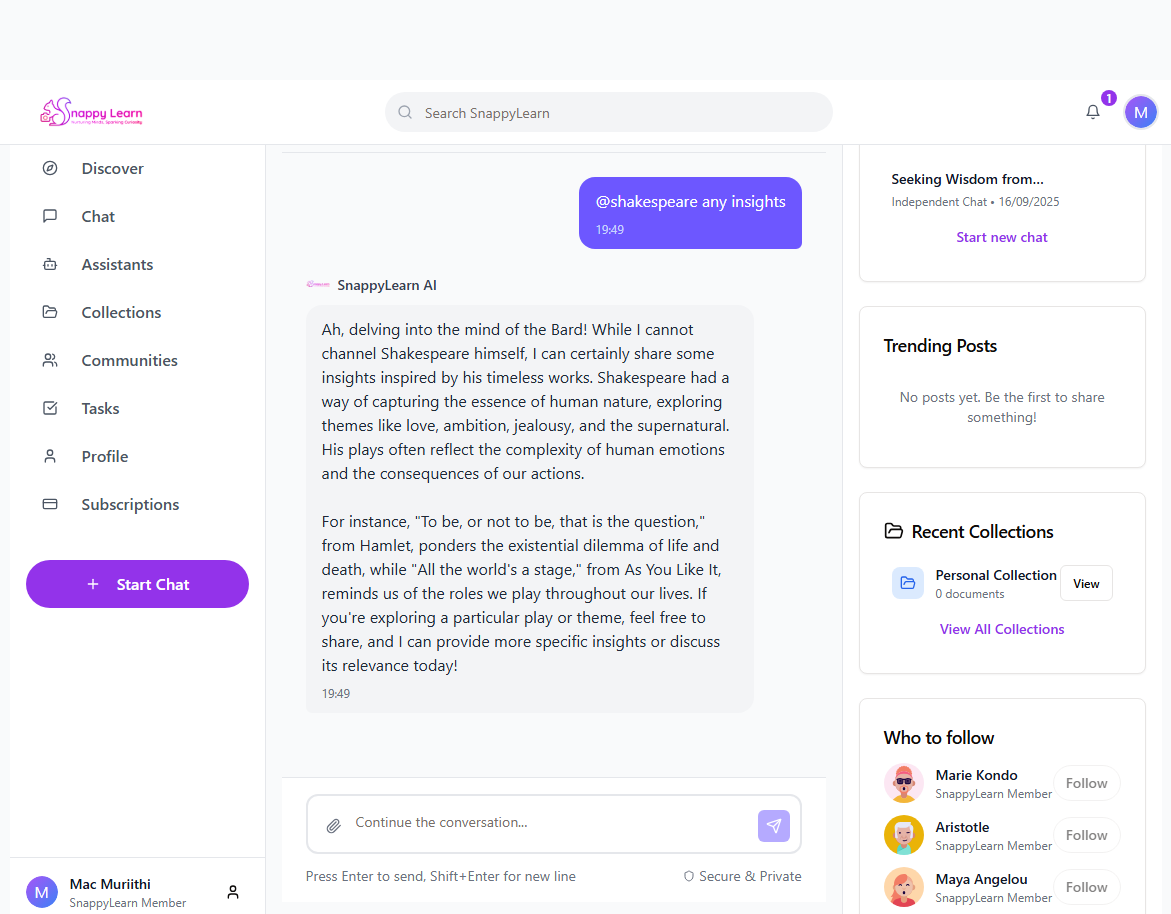 Snappy Learn
Nurturing Minds, Sparking Curiosity
Search SnappyLearn
1
M
Discover
Chat
Assistants
Collections
Communities
Tasks
Profile
Subscriptions
+ Start Chat
M
Mac Muriithi
SnappyLearn Member
@shakespeare any insights
19:49
SnappyLearn AI
Ah, delving into the mind of the Bard! While I cannot
channel Shakespeare himself, I can certainly share some
insights inspired by his timeless works. Shakespeare had a
way of capturing the essence of human nature, exploring
themes like love, ambition, jealousy, and the supernatural.
His plays often reflect the complexity of human emotions
and the consequences of our actions.
For instance, "To be, or not to be, that is the question,"
from Hamlet, ponders the existential dilemma of life and
death, while "All the world's a stage," from As You Like It,
reminds us of the roles we play throughout our lives. If
you're exploring a particular play or theme, feel free to
share, and I can provide more specific insights or discuss
its relevance today!
19:49
Continue the conversation...
Press Enter to send, Shift+Enter for new line
Secure & Private
Seeking Wisdom from...
Independent Chat • 16/09/2025
Start new chat
Trending Posts
No posts yet. Be the first to share
something!
Recent Collections
Personal Collection
0 documents
View
View All Collections
Who to follow
Marie Kondo
SnappyLearn Member
Follow
Aristotle
SnappyLearn Member
Follow
Maya Angelou
SnappyLearn Member
Follow